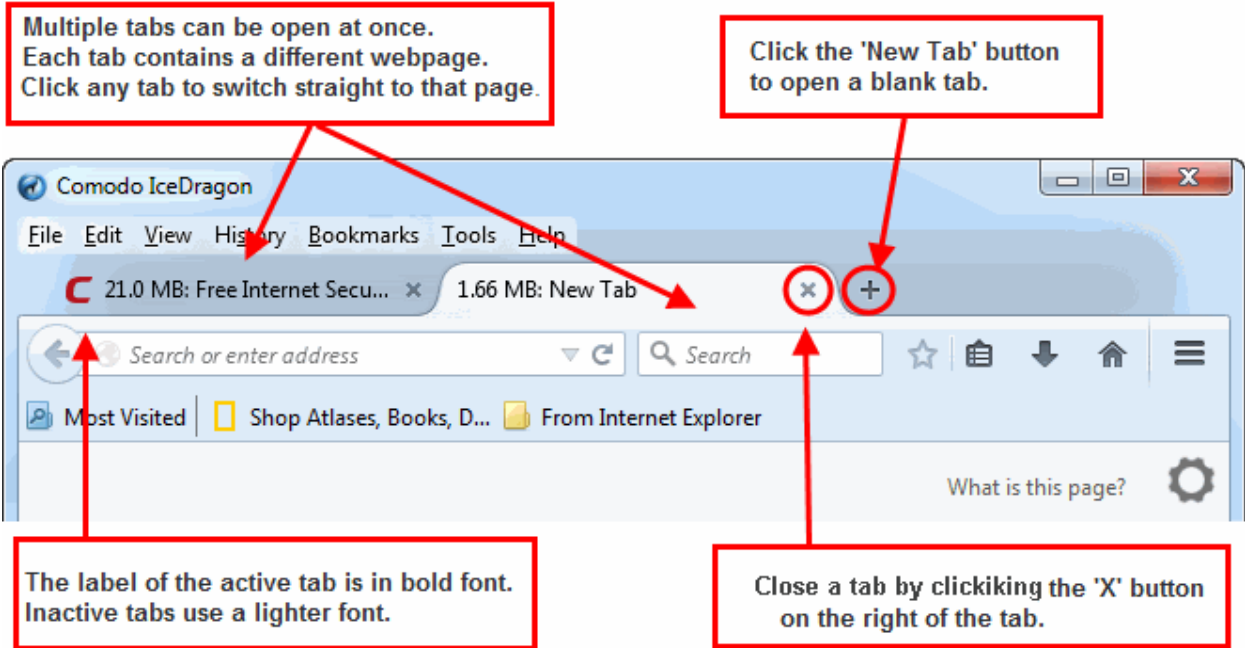 Multiple tabs can be open at once.
Each tab contains a different webpage.
Click any tab to switch straight to that page.
Click the 'New Tab' button
to open a blank tab.
Comodo IceDragon
File Edit View History Bookmarks Tools Help
21.0 MB: Free Internet Secu...
1.66 MB: New Tab
Search or enter address
Search
Most Visited
Shop Atlases, Books, D...
From Internet Explorer
What is this page?
The label of the active tab is in bold font.
Inactive tabs use a lighter font.
Close a tab by clickiking the 'X' button
on the right of the tab.